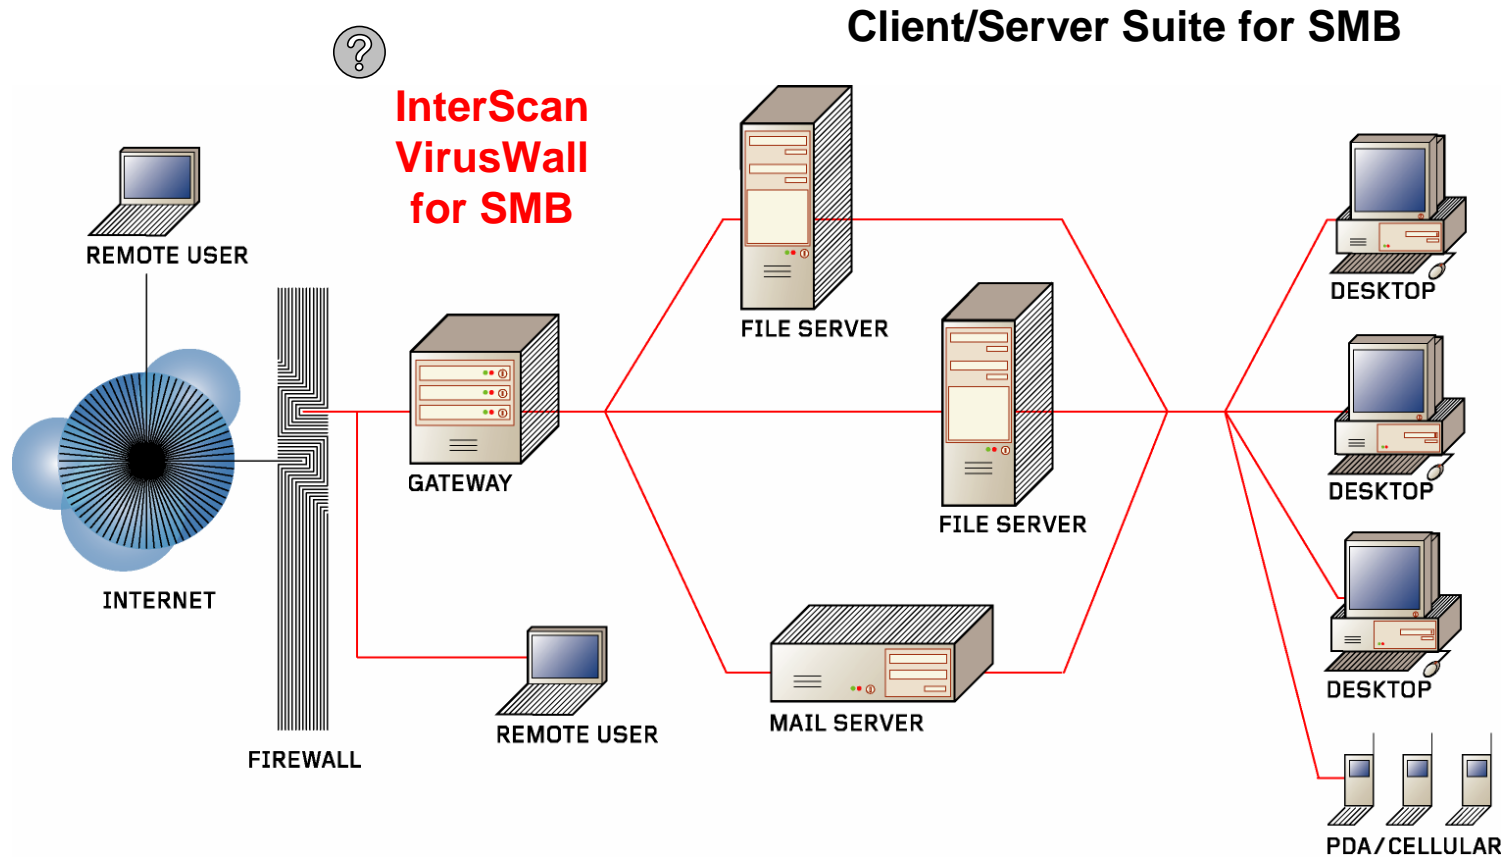 Client/Server Suite for SMB
?
InterScan
VirusWall
for SMB
REMOTE USER
FILE SERVER
DESKTOP
GATEWAY
DESKTOP
FILE SERVER
INTERNET
DESKTOP
MAIL SERVER
REMOTE USER
FIREWALL
PDA/CELLULAR